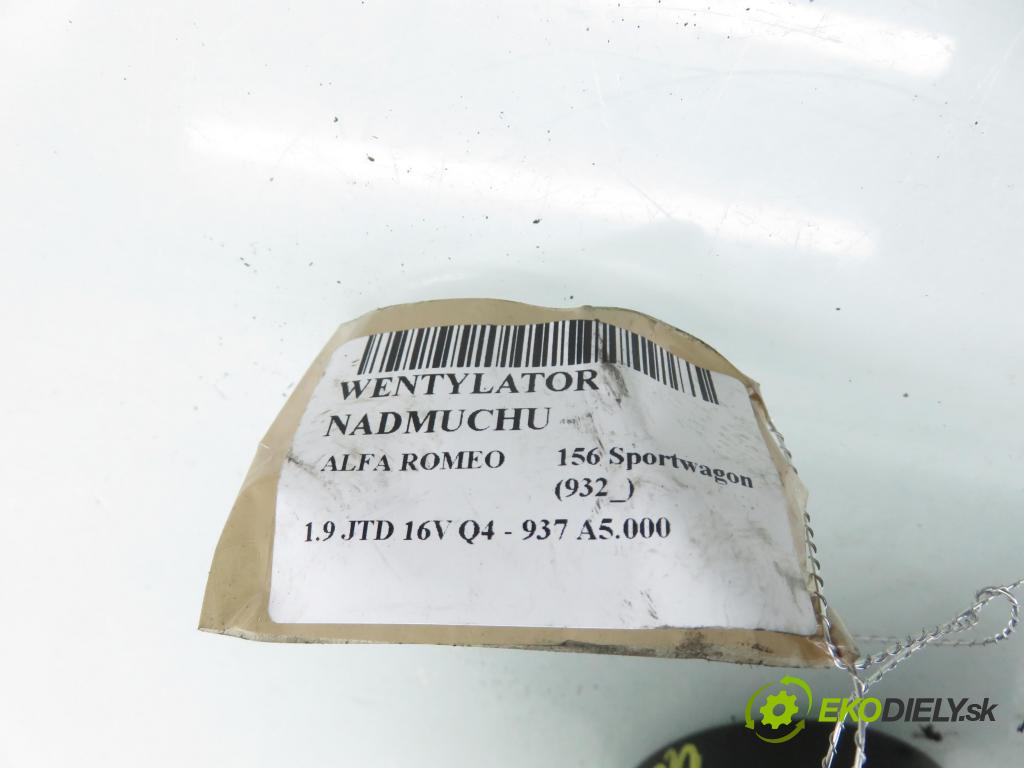 WENTYLATOR
NADMUCHU
ALFA ROMEO 156 Sportwagon
(932_)
1.9 JTD 16V Q4 - 937 A5.000
EKODIELY.sk